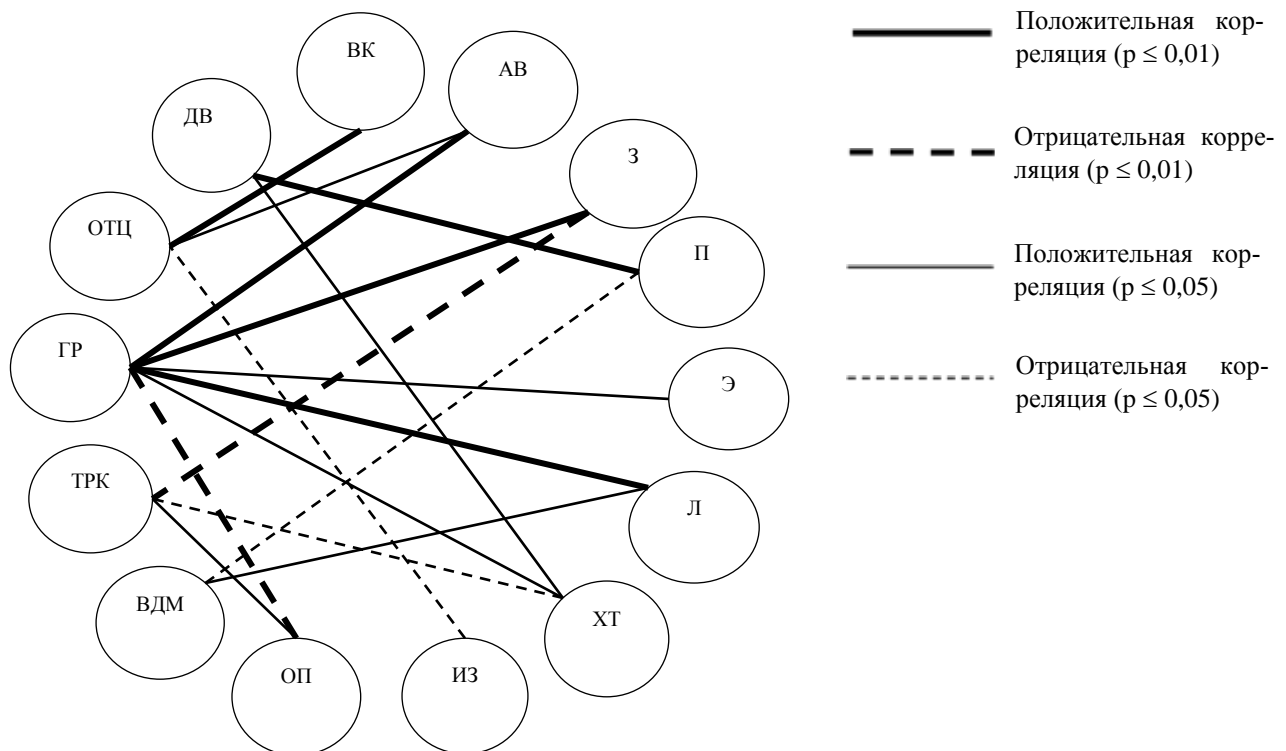 ВК
АВ
ДВ
З
ОТЦ
П
ГР
Э
ТРК
Л
ВДМ
ХТ
ОП
ИЗ
Положительная кор-
реляция (p ≤ 0,01)
Отрицательная корре-
ляция (p ≤ 0,01)
Положительная кор-
реляция (p ≤ 0,05)
Отрицательная кор-
реляция (p ≤ 0,05)